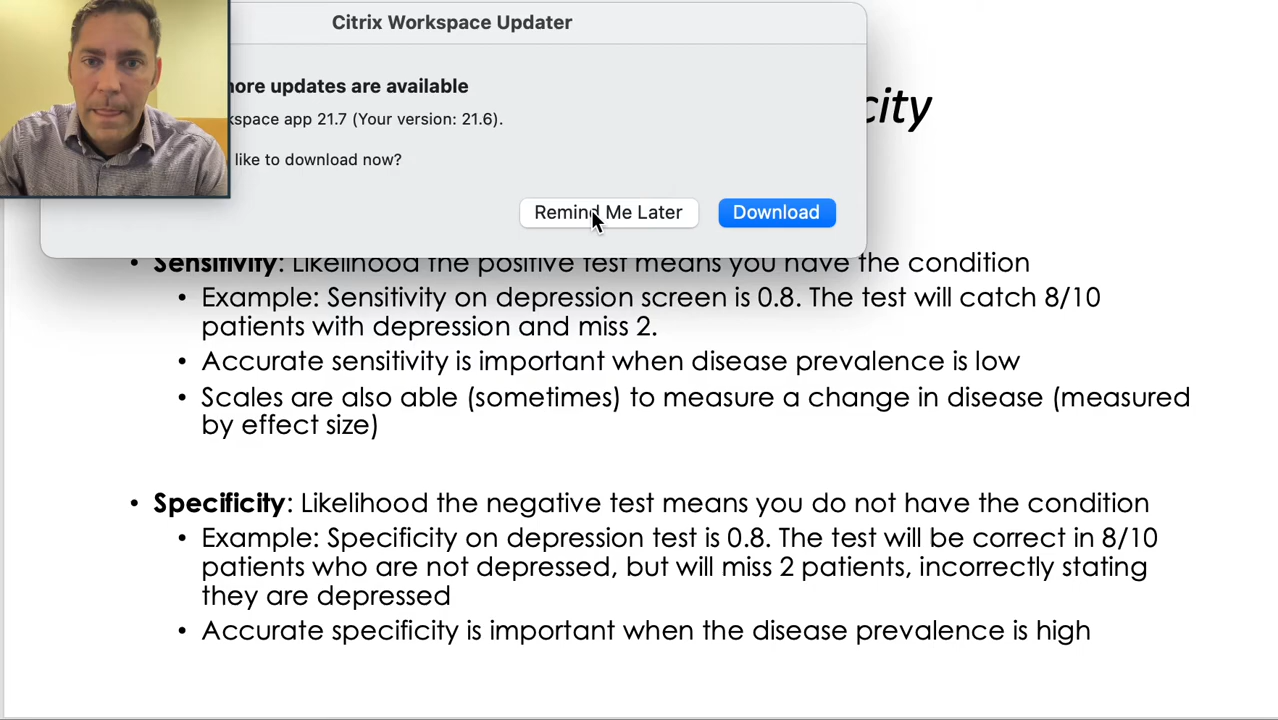 Citrix Workspace Updater
more updates are available
kspace app 21.7 (Your version: 21.6).
city
like to download now?
Remind Me Later
Download
• Sensitivity: Likelihood the positive test means you have the condition
• Example: Sensitivity on depression screen is 0.8. The test will catch 8/10
patients with depression and miss 2.
• Accurate sensitivity is important when disease prevalence is low
• Scales are also able (sometimes) to measure a change in disease (measured
by effect size)
• Specificity: Likelihood the negative test means you do not have the condition
• Example: Specificity on depression test is 0.8. The test will be correct in 8/10
patients who are not depressed, but will miss 2 patients, incorrectly stating
they are depressed
• Accurate specificity is important when the disease prevalence is high